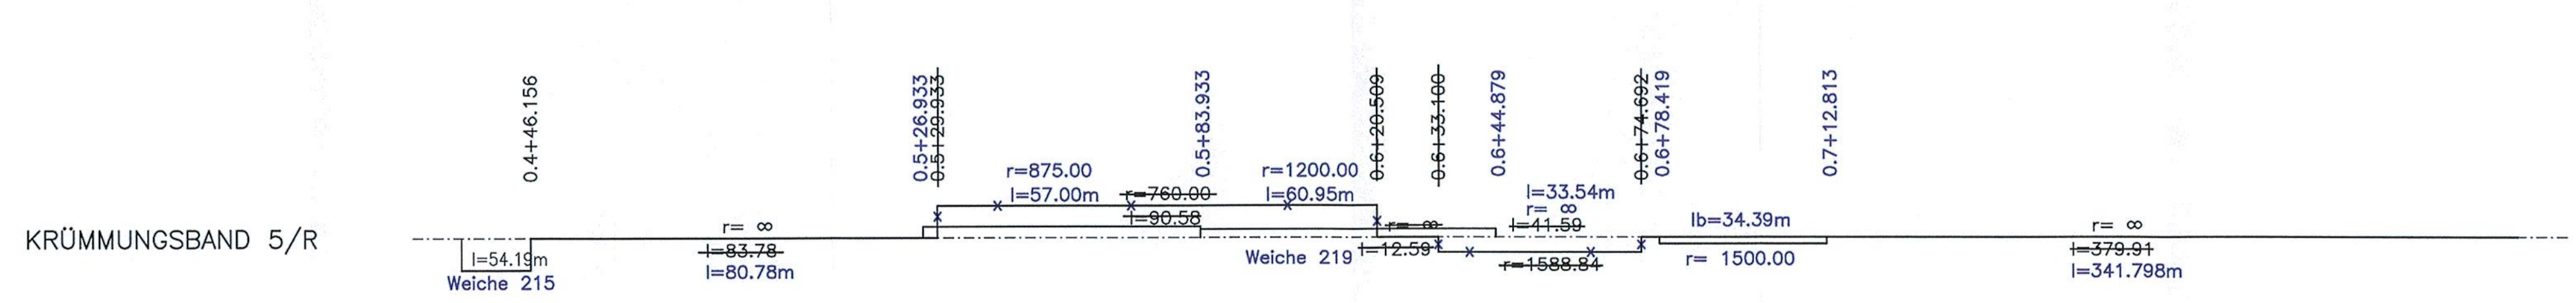 0.4+46.156
0.5+26.933
0.5+29.933
0.5+83.933
0.6+20.509
0.6+33.100
0.6+44.879
0.6+74.692
0.6+78.419
0.7+12.813
r=875.00
l=57.00m
r=760.00
l=90.58
r=1200.00
l=60.95m
l=33.54m
r= ∞
l=41.59
r= ∞
l=12.59
r=1588.84
lb=34.39m
r= 1500.00
r= ∞
l=379.91
l=341.798m
KRÜMMUNGSBAND 5/R
l=54.19m
Weiche 215
r= ∞
l=83.78
l=80.78m
Weiche 219